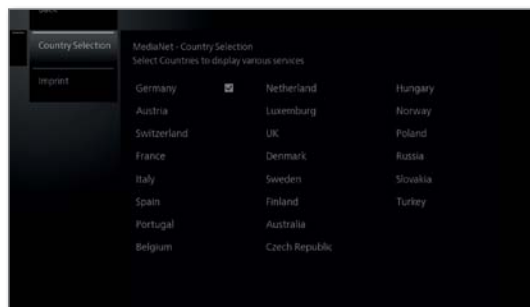 Country Selection
Imprint
MediaNet - Country Selection
Select Countries to display various services
Germany Netherland Hungary
Austria Luxemburg Norway
Switzerland UK Poland
France Denmark Russia
Italy Sweden Slovakia
Spain Finland Turkey
Portugal Australia
Belgium Czech Republic